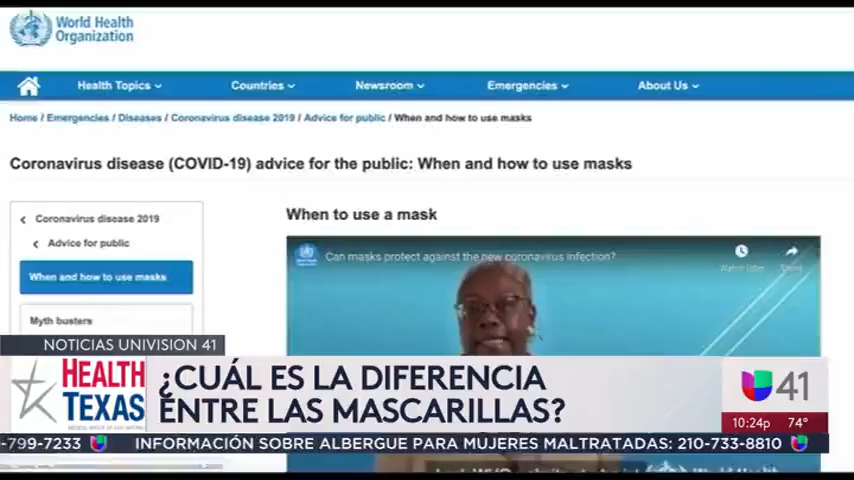 World Health
Organization
Health Topics
Countries
Newsroom
Emergencies
About Us
Home / Emergencies / Diseases / Coronavirus disease 2019 / Advice for public / When and how to use masks
Coronavirus disease (COVID-19) advice for the public: When and how to use masks
Coronavirus disease 2019
Advice for public
When and how to use masks
Myth busters
When to use a mask
Can masks protect against the new coronavirus infection?
Watch later
Share
NOTICIAS UNIVISION 41
HEALTH
TEXAS
¿CUÁL ES LA DIFERENCIA
ENTRE LAS MASCARILLAS?
41
10:24p 74°
-799-7233 INFORMACIÓN SOBRE ALBERGUE PARA MUJERES MALTRATADAS: 210-733-8810
World Health